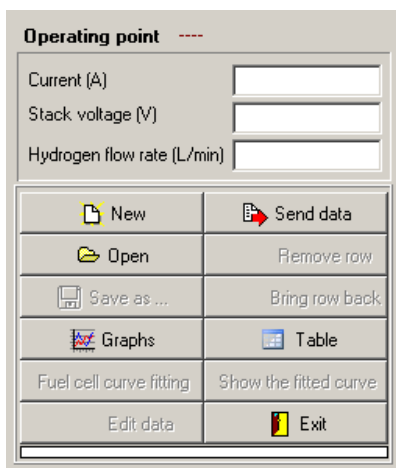 Operating point ----
Current (A)
Stack voltage (V)
Hydrogen flow rate (L/min)
New Send data
Open Remove row
Save as ... Bring row back
Graphs Table
Fuel cell curve fitting Show the fitted curve
Edit data Exit